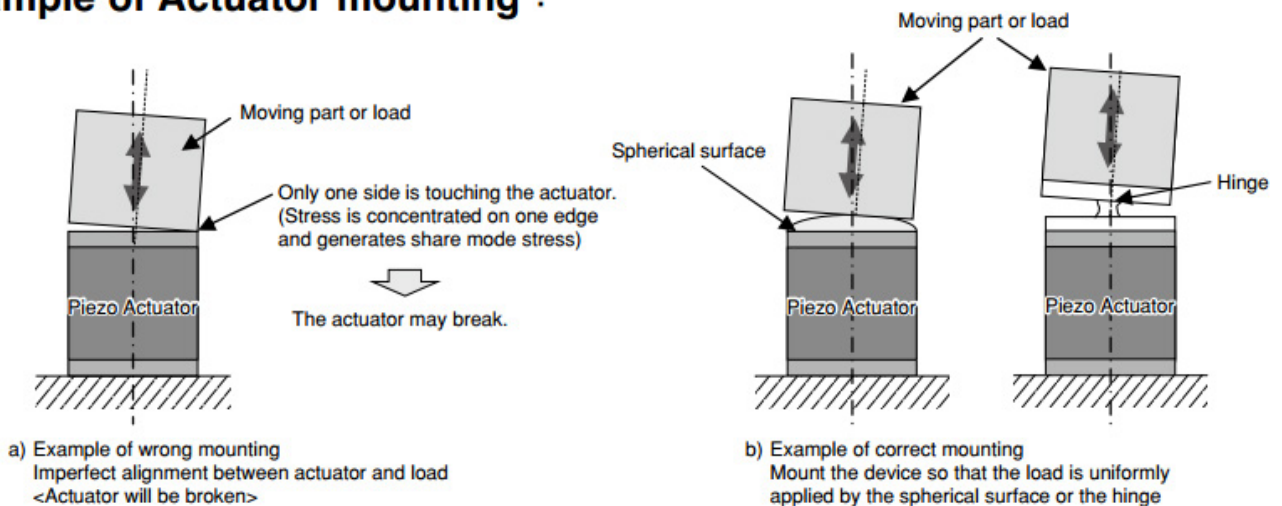 mple of Actuator mounting :
Moving part or load
Only one side is touching the actuator.
(Stress is concentrated on one edge
and generates share mode stress)
The actuator may break.
Piezo Actuator
a) Example of wrong mounting
Imperfect alignment between actuator and load
<Actuator will be broken>
Moving part or load
Spherical surface
Hinge
Piezo Actuator
Piezo Actuator
b) Example of correct mounting
Mount the device so that the load is uniformly
applied by the spherical surface or the hinge